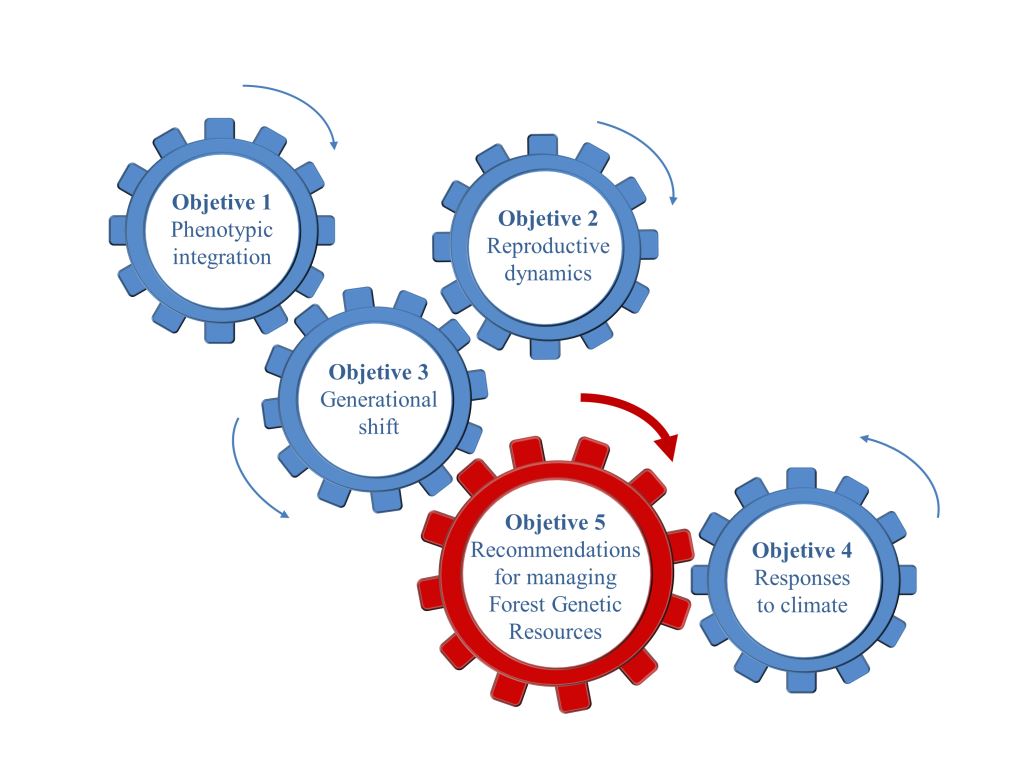 Objetive 1
Phenotypic
integration
Objetive 2
Reproductive
dynamics
Objetive 3
Generational
shift
Objetive 5
Recommendations
for managing
Forest Genetic
Resources
Objetive 4
Responses
to climate